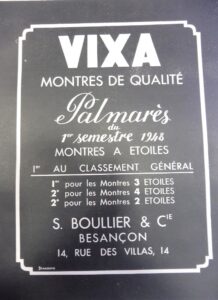 VIXA
MONTRES DE QUALITÉ
Palmarès
du
1er semestre 1948
MONTRES A ETOILES
1er AU CLASSEMENT GÉNÉRAL
1er pour les Montres 3 ETOILES
2e pour les Montres 4 ETOILES
2e pour les Montres 2 ETOILES
S. BOULLIER & CIE
BESANÇON
14, RUE DES VILLAS, 14